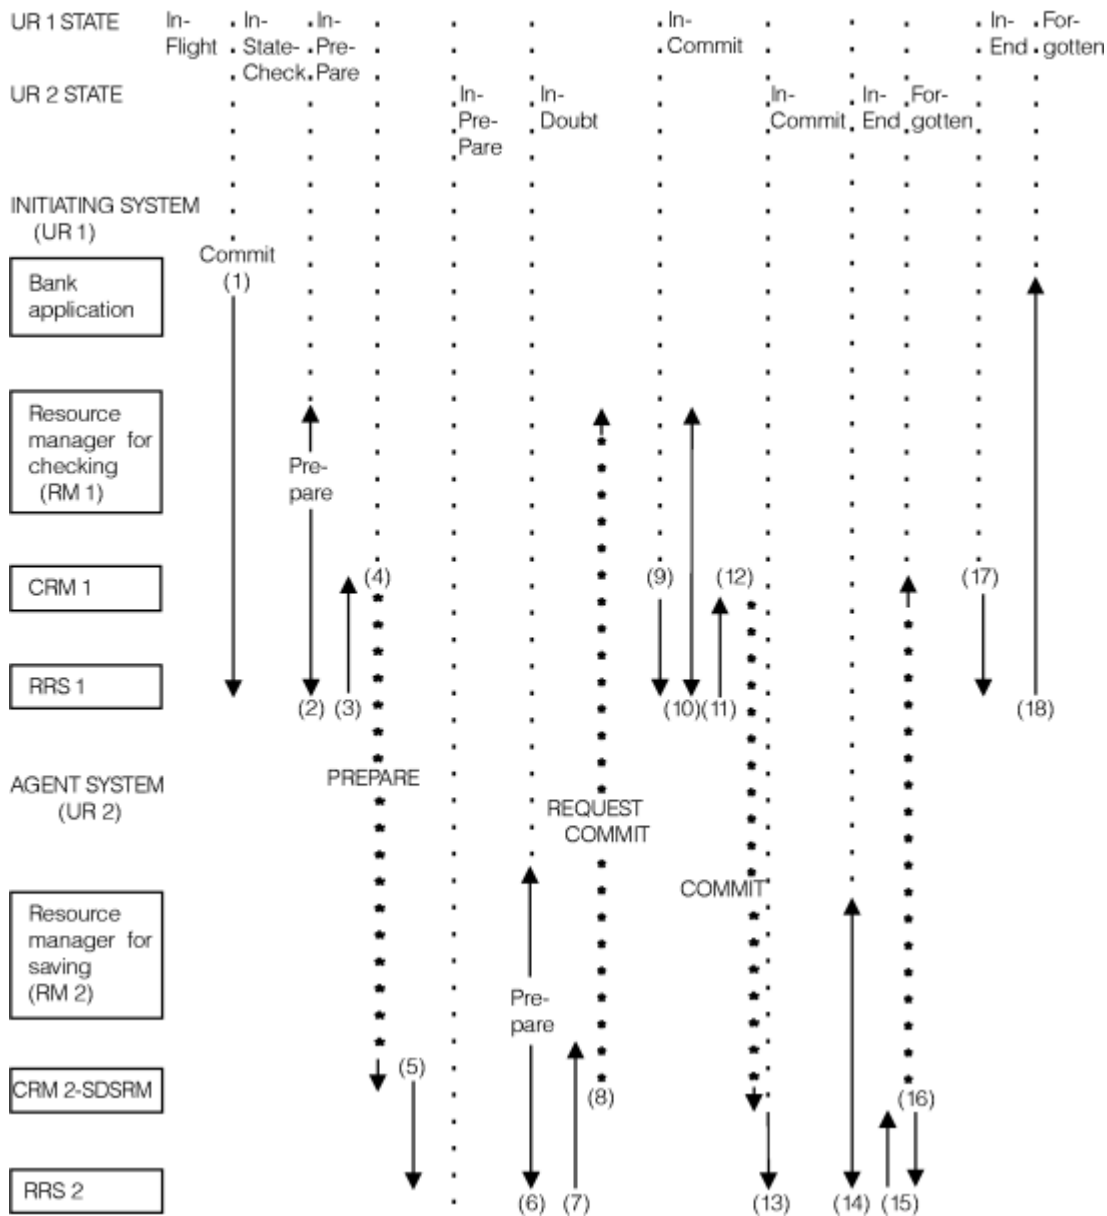 UR 1 STATE
In-
Flight
In-
State-
Check
In-
Pre-
Pare
In-
Commit
In-
End
For-
gotten
UR 2 STATE
In-
Pre-
Pare
In-
Doubt
In-
Commit
In-
End
For-
gotten
INITIATING SYSTEM
(UR 1)
Commit
(1)
Bank
application
Resource
manager for
checking
(RM 1)
Pre-
pare
CRM 1
(4)
(9)
(12)
(17)
RRS 1
(2)
(3)
(10)
(11)
(18)
PREPARE
AGENT SYSTEM
(UR 2)
REQUEST
COMMIT
COMMIT
Resource
manager for
saving
(RM 2)
Pre-
pare
CRM 2-SDSRM
(5)
(8)
(16)
RRS 2
(6)
(7)
(13)
(14)
(15)